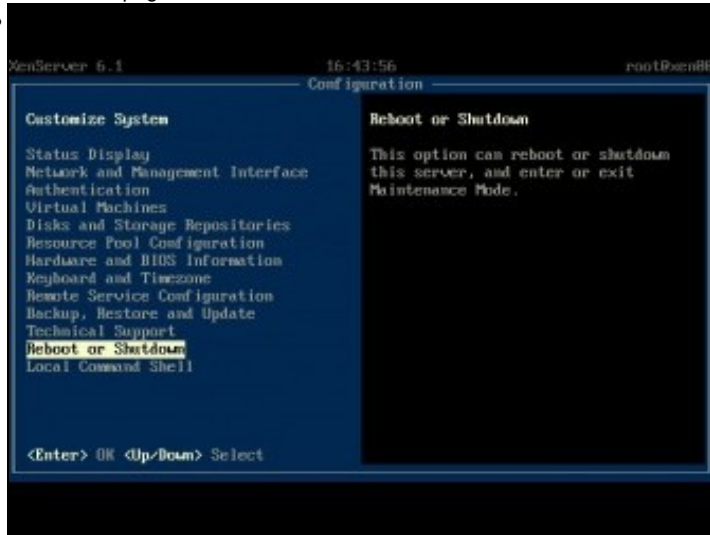 XenServer 6.1 16:43:56
Configuration
Customize System
Status Display
Network and Management Interface
Authentication
Virtual Machines
Disks and Storage Repositories
Resource Pool Configuration
Hardware and BIOS Information
Keyboard and Timezone
Remote Service Configuration
Backup, Restore and Update
Technical Support
Reboot or Shutdown
Local Command Shell
<Enter> OK <Up/Down> Select
Reboot or Shutdown
This option can reboot or shutdown
this server, and enter or exit
Maintenance Mode.